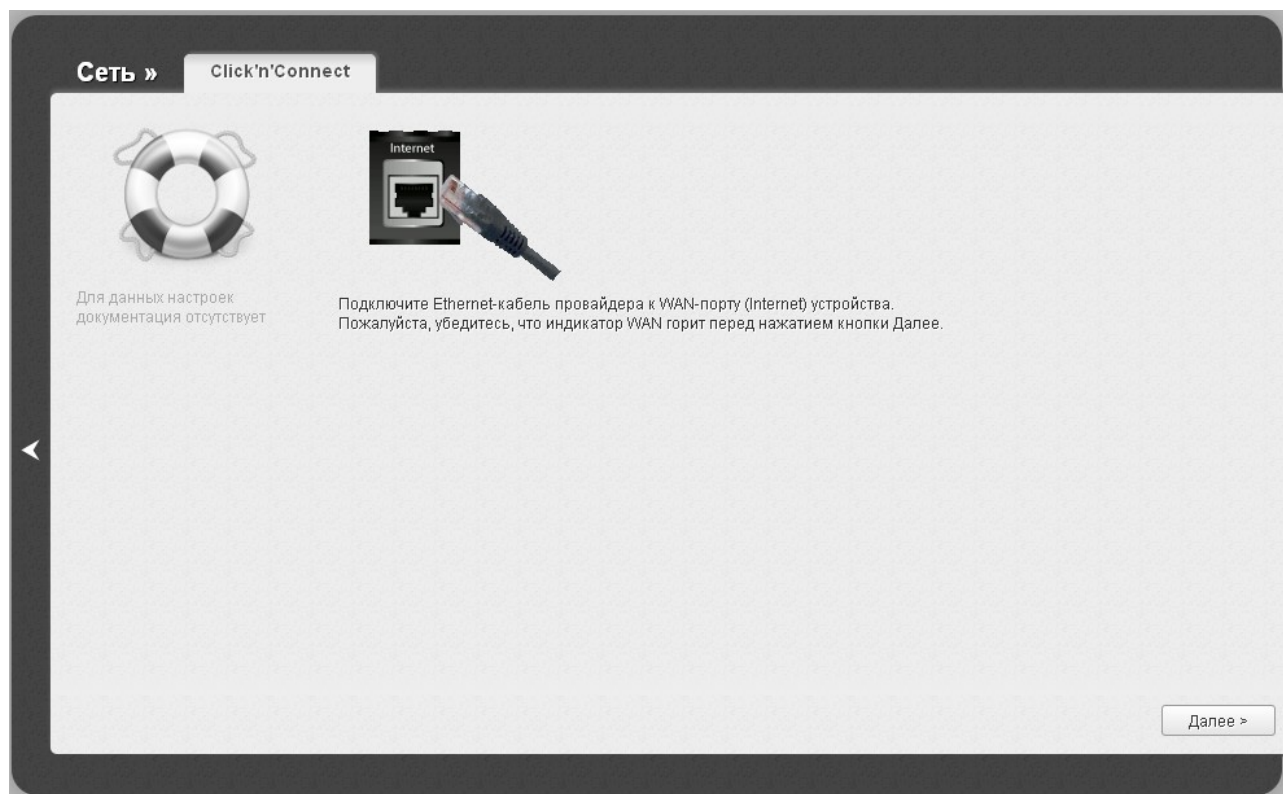 Сеть »
Click'n'Connect
Internet
Для данных настроек
документация отсутствует
Подключите Ethernet-кабель провайдера к WAN-порту (Internet) устройства.
Пожалуйста, убедитесь, что индикатор WAN горит перед нажатием кнопки Далее.
Далее >